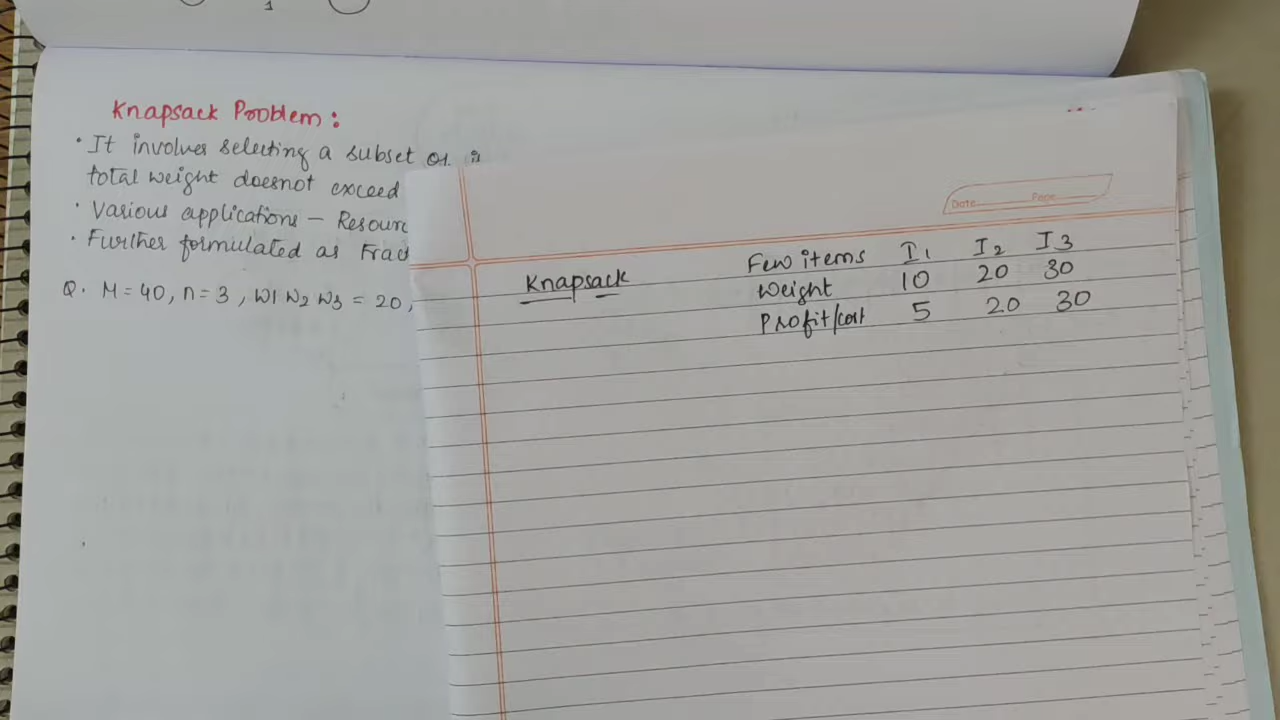 1
Knapsack Problem:
• It involves selecting a subset
total weight doesnot exceed
• Various applications – Resourc
• Further formulated as Frac
Q. M = 40, n = 3, W1 W2 W3 = 20,
Date Page
Knapsack
Few items I1 I2 I3
Weight 10 20 30
Profit/cost 5 20 30